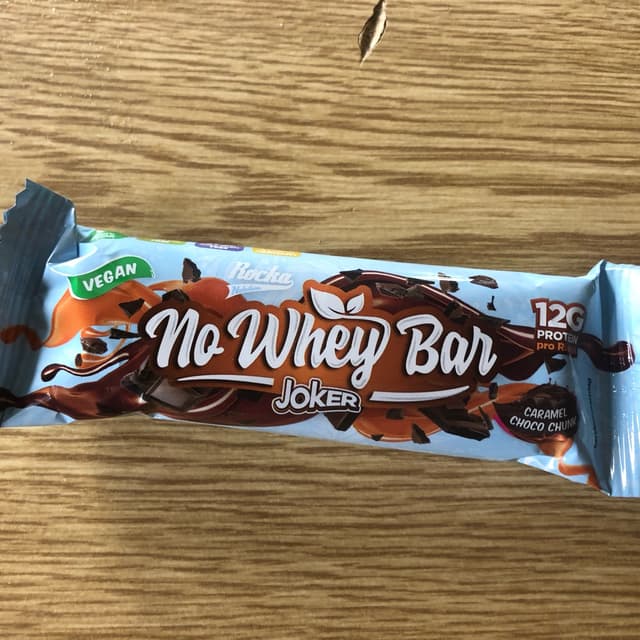 VEGAN
Rocka
No Whey Bar
JOKER
12G
PROTEIN
pro
CARAMEL
CHOCO CHUNK